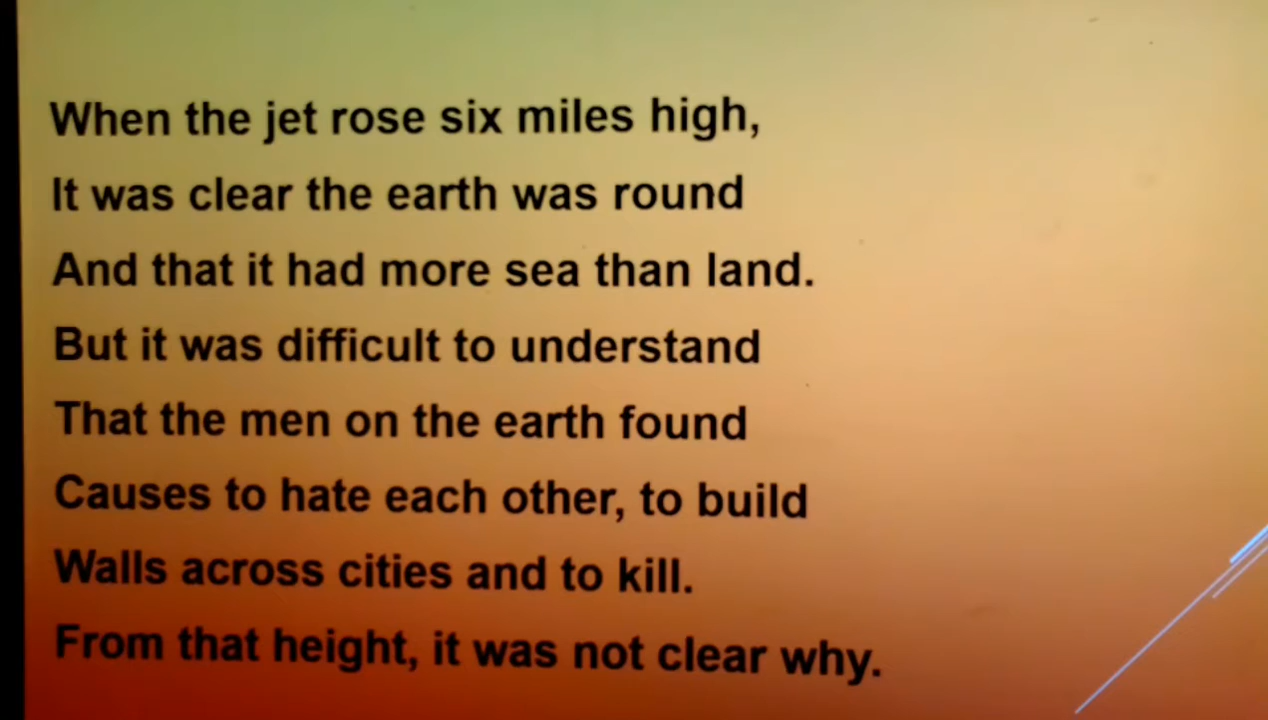 When the jet rose six miles high,
It was clear the earth was round
And that it had more sea than land.
But it was difficult to understand
That the men on the earth found
Causes to hate each other, to build
Walls across cities and to kill.
From that height, it was not clear why.